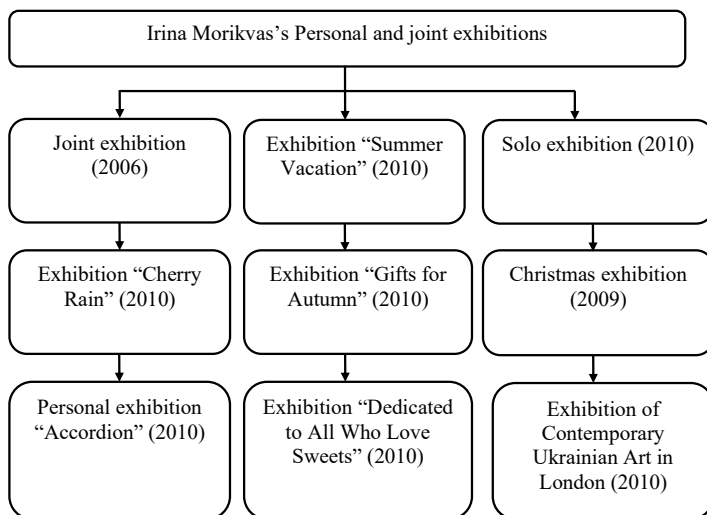 Irina Morikvas’s Personal and joint exhibitions
Joint exhibition
(2006)
Exhibition “Summer
Vacation” (2010)
Solo exhibition (2010)
Exhibition “Cherry
Rain” (2010)
Exhibition “Gifts for
Autumn” (2010)
Christmas exhibition
(2009)
Personal exhibition
“Accordion” (2010)
Exhibition “Dedicated
to All Who Love
Sweets” (2010)
Exhibition of
Contemporary
Ukrainian Art in
London (2010)